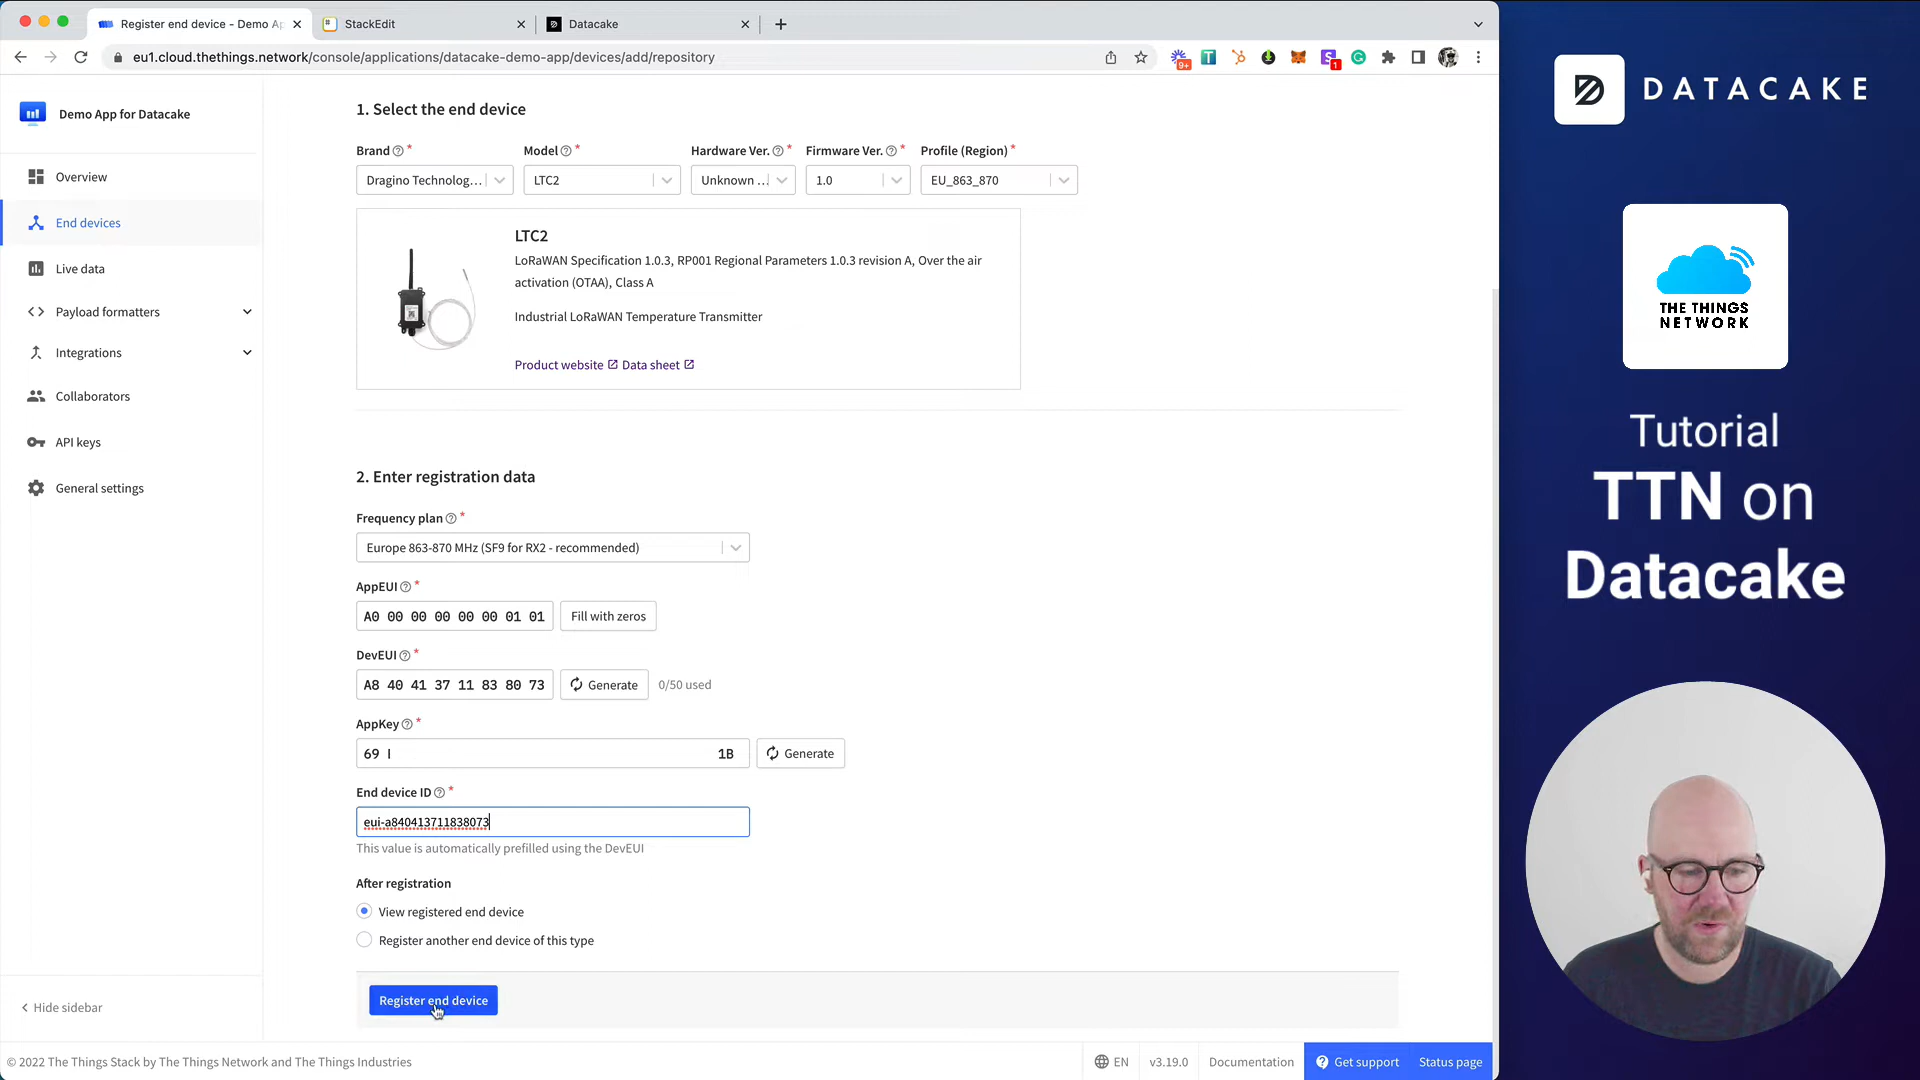 Register end device - Demo Ap
StackEdit
Datacake
eu1.cloud.thethings.network/console/applications/datacake-demo-app/devices/add/repository
9+
1
Demo App for Datacake
Overview
End devices
Live data
Payload formatters
Integrations
Collaborators
API keys
General settings
Hide sidebar
1. Select the end device
Brand * Model * Hardware Ver. * Firmware Ver. * Profile (Region) *
Dragino Technolog... LTC2 Unknown ... 1.0 EU_863_870
LTC2
LoRaWAN Specification 1.0.3, RP001 Regional Parameters 1.0.3 revision A, Over the air
activation (OTAA), Class A
Industrial LoRaWAN Temperature Transmitter
Product website Data sheet
2. Enter registration data
Frequency plan *
Europe 863-870 MHz (SF9 for RX2 - recommended)
AppEUI *
A0 00 00 00 00 00 01 01 Fill with zeros
DevEUI *
A8 40 41 37 11 83 80 73 Generate 0/50 used
AppKey *
69 1B Generate
End device ID *
eui-a840413711838073
This value is automatically prefilled using the DevEUI
After registration
View registered end device
Register another end device of this type
Register end device
© 2022 The Things Stack by The Things Network and The Things Industries
EN v3.19.0 Documentation Get support Status page
DATACAKE
THE THINGS
NETWORK
Tutorial
TTN on
Datacake